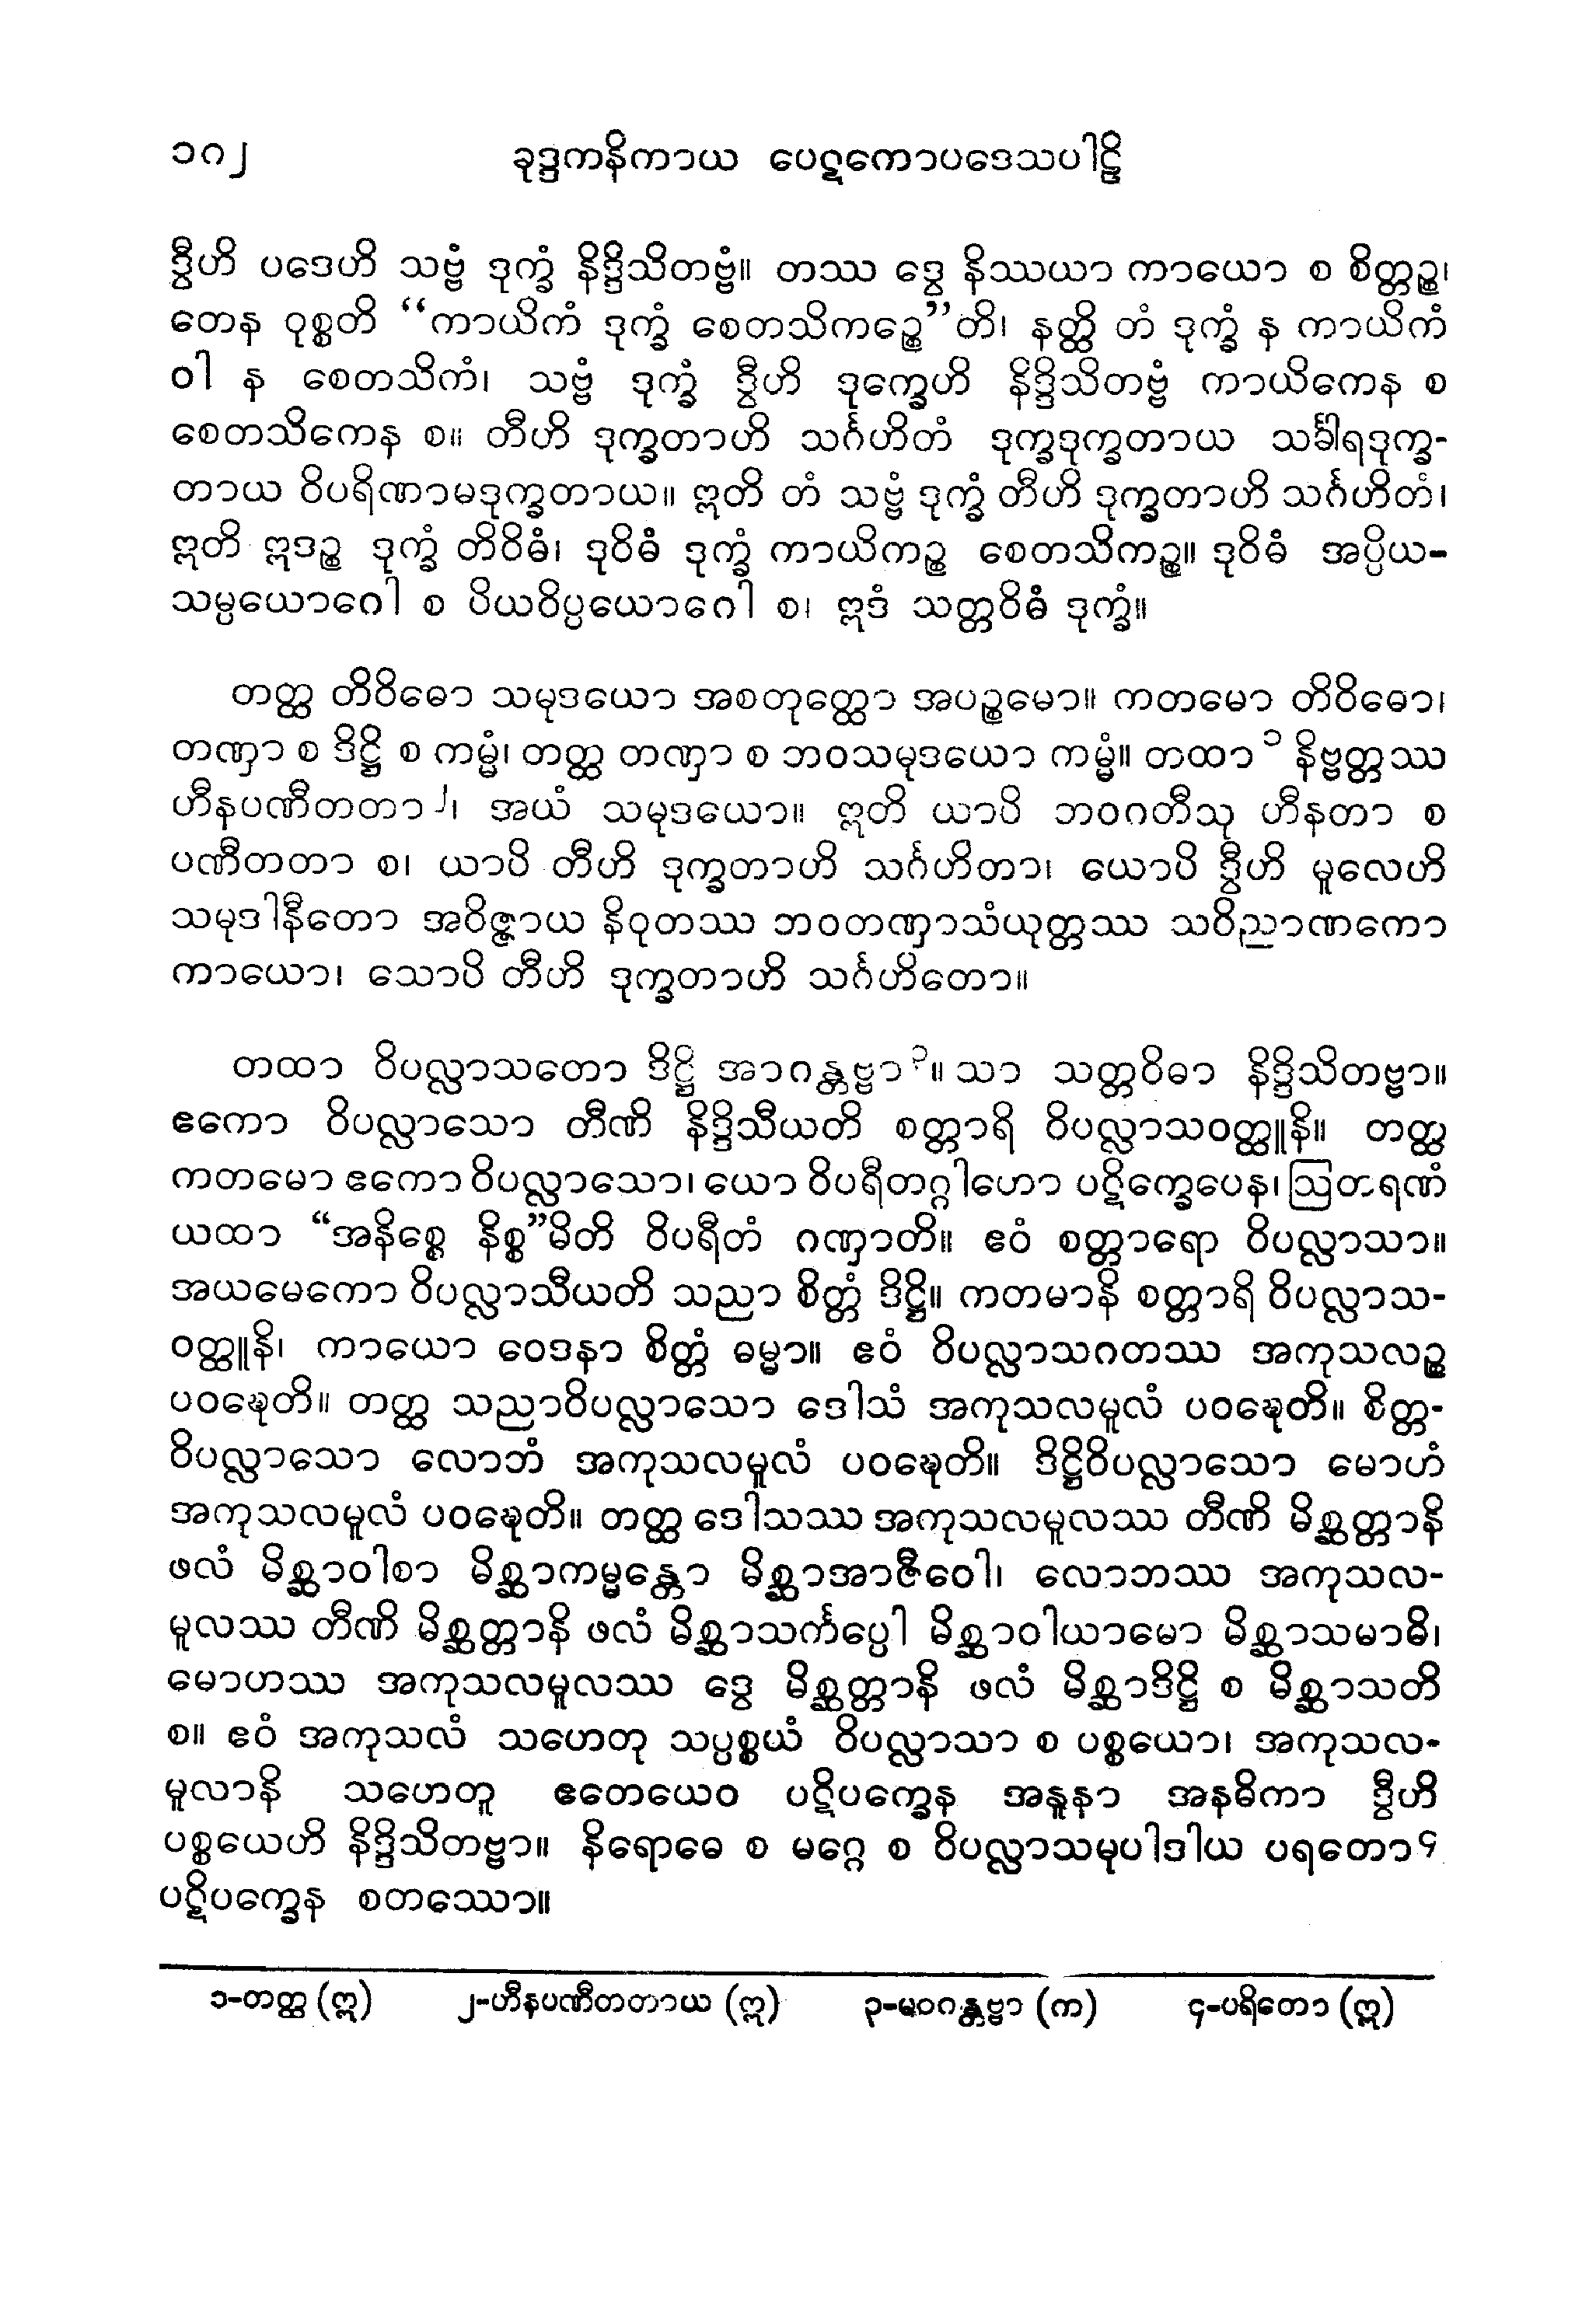 ၁၈၂ ခုဒ္ဒကနိကာယ ပေဋကောပဒေသပါဠိ
ဒွီဟိ ပဒေဟိ သဗ္ဗံ ဒုက္ခံ နိဒ္ဒိသိတဗ္ဗံ။ တဿ ဒွေ နိဿယာ ကာယော စ စိတ္တဉ္စ၊
တေန ဝုစ္စတိ “ကာယိကံ ဒုက္ခံ စေတသိကဉ္စေ”တိ၊ နတ္ထိ တံ ဒုက္ခံ န ကာယိကံ
ဝါ န စေတသိကံ၊ သဗ္ဗံ ဒုက္ခံ ဒွီဟိ ဒုက္ခေဟိ နိဒ္ဒိသိတဗ္ဗံ ကာယိကေန စ
စေတသိကေန စ။ တီဟိ ဒုက္ခတာဟိ သင်္ဂဟိတံ ဒုက္ခဒုက္ခတာယ သင်္ခါရဒုက္ခ-
တာယ ဝိပရိဏာမဒုက္ခတာယ။ ဣတိ တံ သဗ္ဗံ ဒုက္ခံ တီဟိ ဒုက္ခတာဟိ သင်္ဂဟိတံ၊
ဣတိ ဣဒဉ္စ ဒုက္ခံ တိဝိဓံ၊ ဒုဝိဓံ ဒုက္ခံ ကာယိကဉ္စ စေတသိကဉ္စ။ ဒုဝိဓံ အပ္ပိယ-
သမ္ပယောဂေါ စ ပိယဝိပ္ပယောဂေါ စ၊ ဣဒံ သတ္တဝိဓံ ဒုက္ခံ။
တတ္ထ တိဝိဓော သမုဒယော အစတုတ္ထော အပဉ္စမော။ ကတမော တိဝိဓော၊
တဏှာ စ ဒိဋ္ဌိ စ ကမ္မံ၊ တတ္ထ တဏှာ စ ဘဝသမုဒယော ကမ္မံ။ တထာ ၁ နိဗ္ဗတ္တဿ
ဟီနပဏီတတာ ၂၊ အယံ သမုဒယော။ ဣတိ ယာပိ ဘဝဂတီသု ဟီနတာ စ
ပဏီတတာ စ၊ ယာပိ တီဟိ ဒုက္ခတာဟိ သင်္ဂဟိတာ၊ ယောပိ ဒွီဟိ မူလေဟိ
သမုဒါနီတော အဝိဇ္ဇာယ နိဝုတဿ ဘဝတဏှာသံယုတ္တဿ သဝိညာဏကော
ကာယော၊ သောပိ တီဟိ ဒုက္ခတာဟိ သင်္ဂဟိတော။
တထာ ဝိပလ္လာသတော ဒိဋ္ဌိ အာဂန္တဗ္ဗာ ၃။ သာ သတ္တဝိဓာ နိဒ္ဒိသိတဗ္ဗာ။
ဧကော ဝိပလ္လာသော တီဏိ နိဒ္ဒိသီယတိ စတ္တာရိ ဝိပလ္လာသဝတ္ထူနိ။ တတ္ထ
ကတမော ဧကော ဝိပလ္လာသော၊ ယော ဝိပရီတဂ္ဂါဟော ပဋိက္ခေပေန၊ ဩတရဏံ
ယထာ “အနိစ္စေ နိစ္စ”မိတိ ဝိပရီတံ ဂဏှာတိ။ ဧဝံ စတ္တာရော ဝိပလ္လာသာ။
အယမေကော ဝိပလ္လာသီယတိ သညာ စိတ္တံ ဒိဋ္ဌိ။ ကတမာနိ စတ္တာရိ ဝိပလ္လာသ-
ဝတ္ထူနိ၊ ကာယော ဝေဒနာ စိတ္တံ ဓမ္မာ။ ဧဝံ ဝိပလ္လာသဂတဿ အကုသလဉ္စ
ပဝဍ္ဎေတိ။ တတ္ထ သညာဝိပလ္လာသော ဒေါသံ အကုသလမူလံ ပဝဍ္ဎေတိ။ စိတ္တ-
ဝိပလ္လာသော လောဘံ အကုသလမူလံ ပဝဍ္ဎေတိ။ ဒိဋ္ဌိဝိပလ္လာသော မောဟံ
အကုသလမူလံ ပဝဍ္ဎေတိ။ တတ္ထ ဒေါသဿ အကုသလမူလဿ တီဏိ မိစ္ဆတ္တာနိ
ဖလံ မိစ္ဆာဝါစာ မိစ္ဆာကမ္မန္တော မိစ္ဆာအာဇီဝေါ၊ လောဘဿ အကုသလ-
မူလဿ တီဏိ မိစ္ဆတ္တာနိ ဖလံ မိစ္ဆာသင်္ကပ္ပေါ မိစ္ဆာဝါယာမော မိစ္ဆာသမာဓိ၊
မောဟဿ အကုသလမူလဿ ဒွေ မိစ္ဆတ္တာနိ ဖလံ မိစ္ဆာဒိဋ္ဌိ စ မိစ္ဆာသတိ
စ။ ဧဝံ အကုသလံ သဟေတု သပ္ပစ္စယံ ဝိပလ္လာသာ စ ပစ္စယော၊ အကုသလ-
မူလာနိ သဟေတူ ဧတေယေဝ ပဋိပက္ခေန အနူနာ အနဓိကာ ဒွီဟိ
ပစ္စယေဟိ နိဒ္ဒိသိတဗ္ဗာ။ နိရောဓေ စ မဂ္ဂေ စ ဝိပလ္လာသမုပါဒါယ ပရတော ၄
ပဋိပက္ခေန စတဿော။
၁-တတ္ထ (ဣ) ၂-ဟီနပဏီတတာယ (ဣ) ၃-မဝဂန္တဗ္ဗာ (က) ၄-ပရိတော (ဣ)